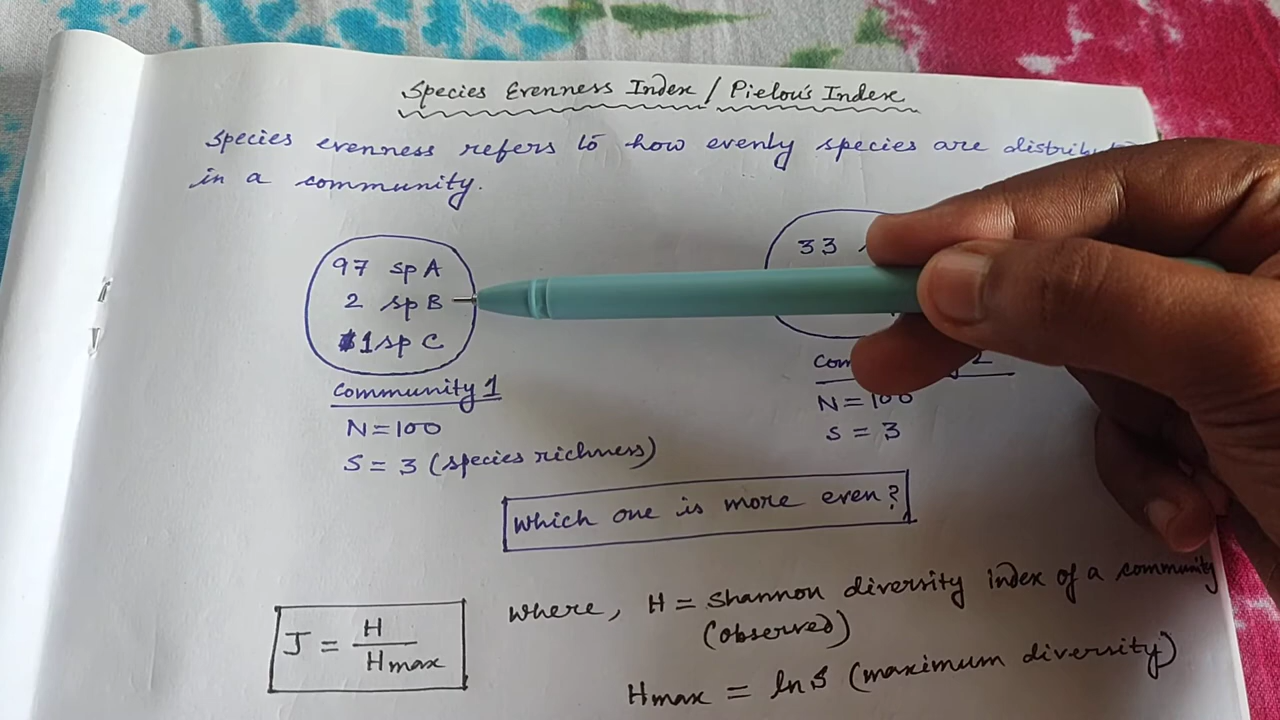 Species Evenness Index / Pielou's Index
Species evenness refers to how evenly species are
in a community.
97 sp A
2 sp B
1 sp C
Community 1
N = 100
S = 3 (species richness)
33
2
N = 100
S = 3
Which one is more even?
J = H / Hmax
where, H = Shannon diversity index of a community
(observed)
Hmax = ln S (maximum diversity)